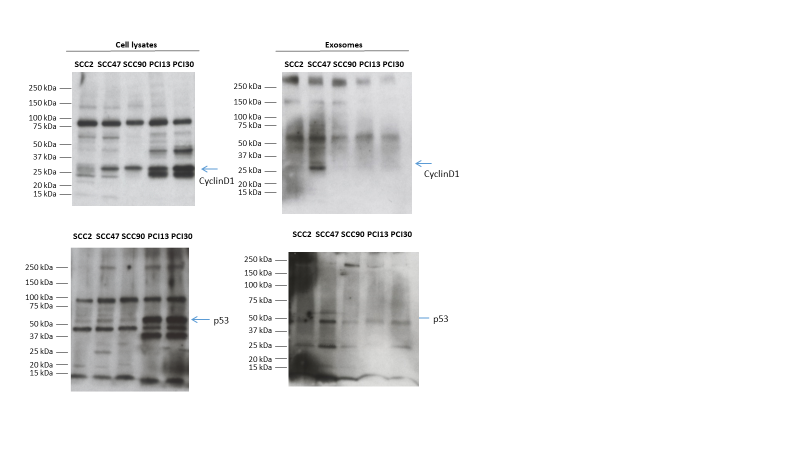 Cell lysates
SCC2 SCC47 SCC90 PCI13 PCI30
250 kDa
150 kDa
100 kDa
75 kDa
50 kDa
37 kDa
25 kDa
20 kDa
15 kDa
CyclinD1
Exosomes
SCC2 SCC47 SCC90 PCI13 PCI30
250 kDa
150 kDa
100 kDa
75 kDa
50 kDa
37 kDa
25 kDa
20 kDa
15 kDa
CyclinD1
SCC2 SCC47 SCC90 PCI13 PCI30
250 kDa
150 kDa
100 kDa
75 kDa
50 kDa
37 kDa
25 kDa
20 kDa
15 kDa
p53
SCC2 SCC47 SCC90 PCI13 PCI30
250 kDa
150 kDa
100 kDa
75 kDa
50 kDa
37 kDa
25 kDa
20 kDa
15 kDa
p53